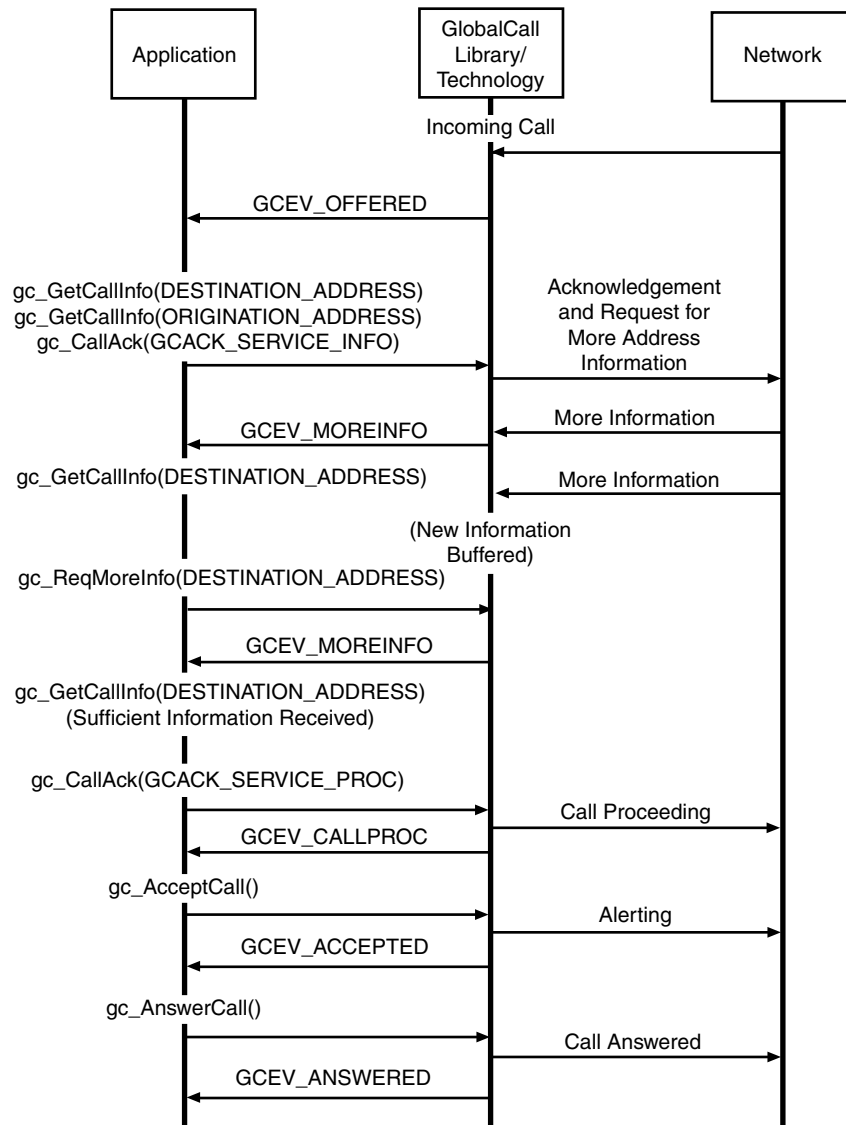 Application
GlobalCall
Library/
Technology
Network
Incoming Call
GCEV_OFFERED
gc_GetCallInfo(DESTINATION_ADDRESS)
gc_GetCallInfo(ORIGINATION_ADDRESS)
gc_CallAck(GCACK_SERVICE_INFO)
Acknowledgement
and Request for
More Address
Information
GCEV_MOREINFO
More Information
gc_GetCallInfo(DESTINATION_ADDRESS)
More Information
(New Information
Buffered)
gc_ReqMoreInfo(DESTINATION_ADDRESS)
GCEV_MOREINFO
gc_GetCallInfo(DESTINATION_ADDRESS)
(Sufficient Information Received)
gc_CallAck(GCACK_SERVICE_PROC)
Call Proceeding
GCEV_CALLPROC
gc_AcceptCall()
Alerting
GCEV_ACCEPTED
gc_AnswerCall()
Call Answered
GCEV_ANSWERED